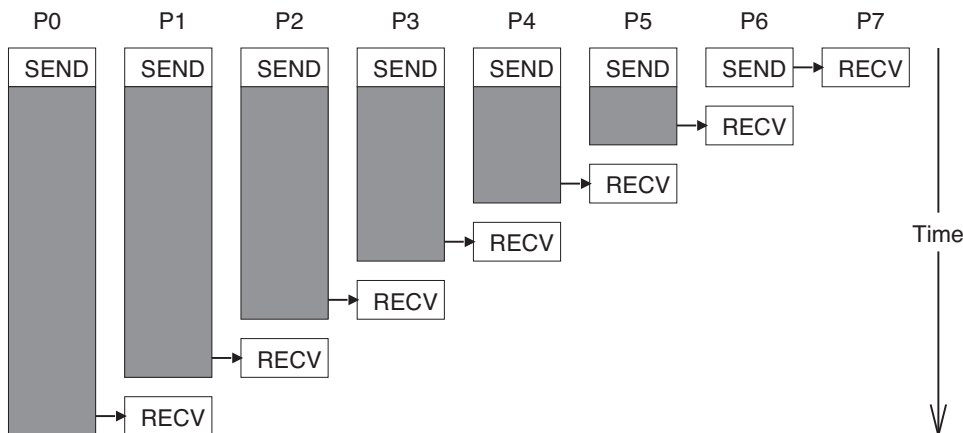 P0 P1 P2 P3 P4 P5 P6 P7
SEND SEND SEND SEND SEND SEND SEND RECV
RECV
RECV
RECV
Time
RECV
RECV
RECV